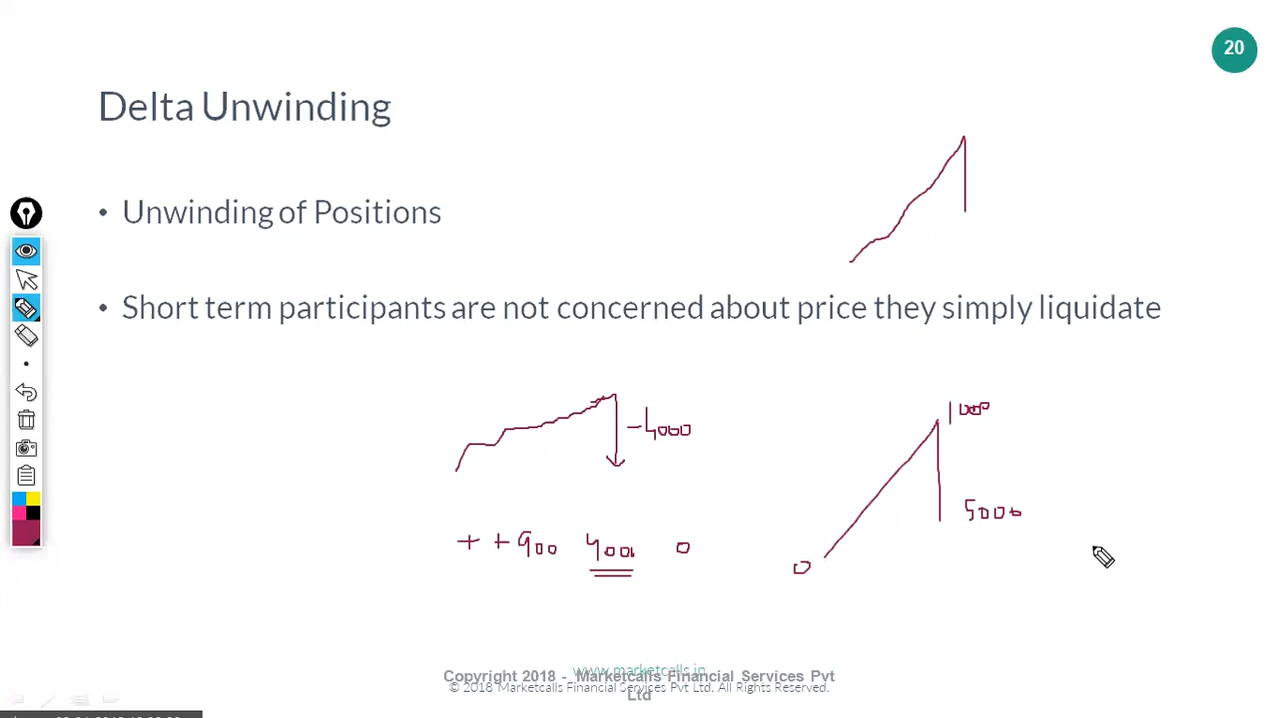 20
Delta Unwinding
• Unwinding of Positions
• Short term participants are not concerned about price they simply liquidate
1000
-4000
5000
+ +900 4000 0
0
www.marketcalls.in
Copyright 2018 - Marketcalls Financial Services Pvt Ltd
© 2018 Marketcalls Financial Services Pvt Ltd. All Rights Reserved.